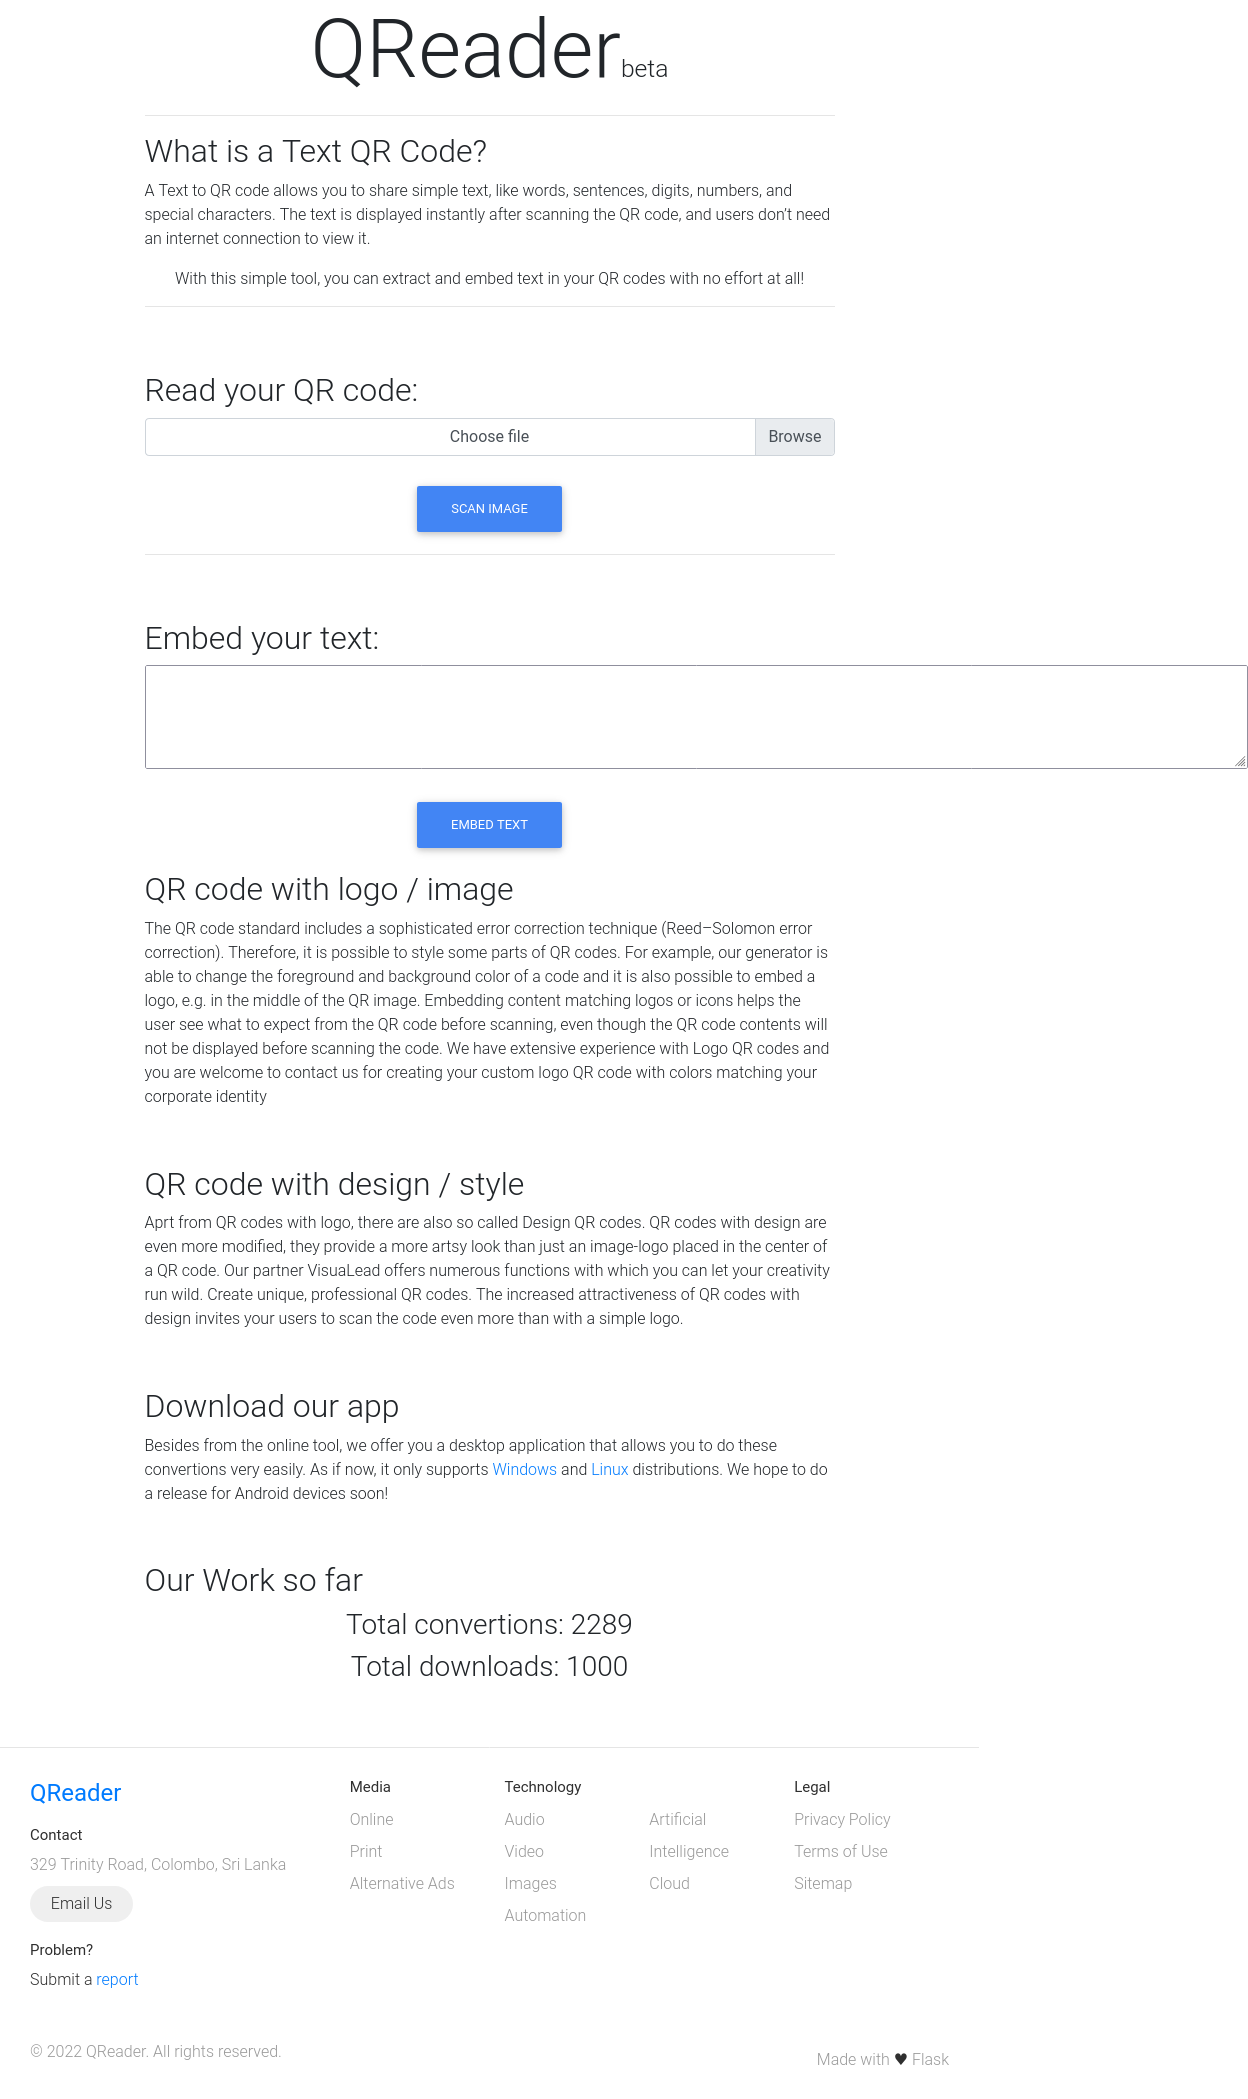 QReader beta
What is a Text QR Code?
A Text to QR code allows you to share simple text, like words, sentences, digits, numbers, and
special characters. The text is displayed instantly after scanning the QR code, and users don’t need
an internet connection to view it.
With this simple tool, you can extract and embed text in your QR codes with no effort at all!
Read your QR code:
Choose file Browse
SCAN IMAGE
Embed your text:
EMBED TEXT
QR code with logo / image
The QR code standard includes a sophisticated error correction technique (Reed–Solomon error
correction). Therefore, it is possible to style some parts of QR codes. For example, our generator is
able to change the foreground and background color of a code and it is also possible to embed a
logo, e.g. in the middle of the QR image. Embedding content matching logos or icons helps the
user see what to expect from the QR code before scanning, even though the QR code contents will
not be displayed before scanning the code. We have extensive experience with Logo QR codes and
you are welcome to contact us for creating your custom logo QR code with colors matching your
corporate identity
QR code with design / style
Aprt from QR codes with logo, there are also so called Design QR codes. QR codes with design are
even more modified, they provide a more artsy look than just an image-logo placed in the center of
a QR code. Our partner VisuaLead offers numerous functions with which you can let your creativity
run wild. Create unique, professional QR codes. The increased attractiveness of QR codes with
design invites your users to scan the code even more than with a simple logo.
Download our app
Besides from the online tool, we offer you a desktop application that allows you to do these
convertions very easily. As if now, it only supports Windows and Linux distributions. We hope to do
a release for Android devices soon!
Our Work so far
Total convertions: 2289
Total downloads: 1000
QReader
Contact
329 Trinity Road, Colombo, Sri Lanka
Email Us
Problem?
Submit a report
Media
Online
Print
Alternative Ads
Technology
Audio
Video
Images
Automation
Artificial
Intelligence
Cloud
Legal
Privacy Policy
Terms of Use
Sitemap
© 2022 QReader. All rights reserved.
Made with ♥ Flask